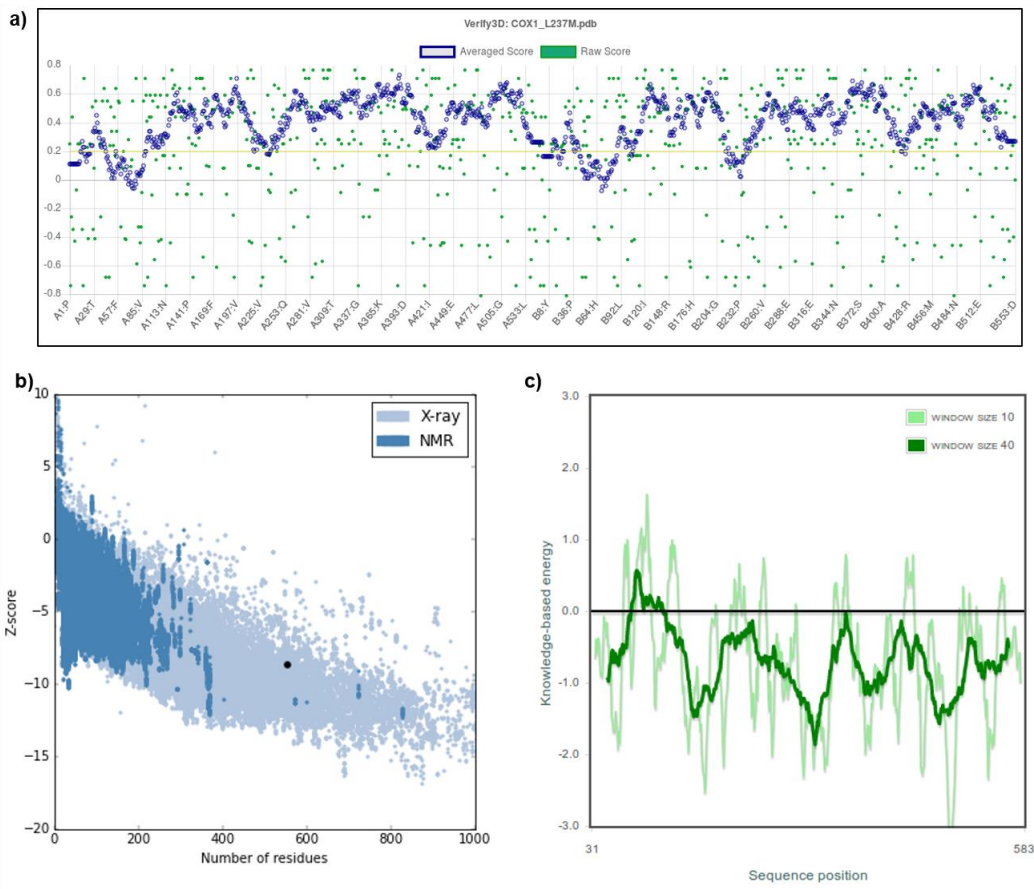 a)
Verify3D: COX1_L237M.pdb
Averaged Score Raw Score
0.8
0.6
0.4
0.2
0
-0.2
-0.4
-0.6
-0.8
A1:P A29:T A57:F A85:V A113:N A141:P A169:F A197:V A225:V A253:Q A281:V A309:T A337:G A365:K A393:D A421:I A449:E A477:L A505:G A533:L B8:Y B36:P B64:H B92:L B120:I B148:R B176:H B204:G B232:P B260:V B288:E B316:E B344:N B372:S B400:A B428:R B456:M B484:N B512:E B553:D
b)
X-ray
NMR
10
5
0
−5
−10
−15
−20
Z-score
0 200 400 600 800 1000
Number of residues
c)
WINDOW SIZE 10
WINDOW SIZE 40
3.0
2.0
1.0
0.0
-1.0
-2.0
-3.0
Knowledge-based energy
31 583
Sequence position